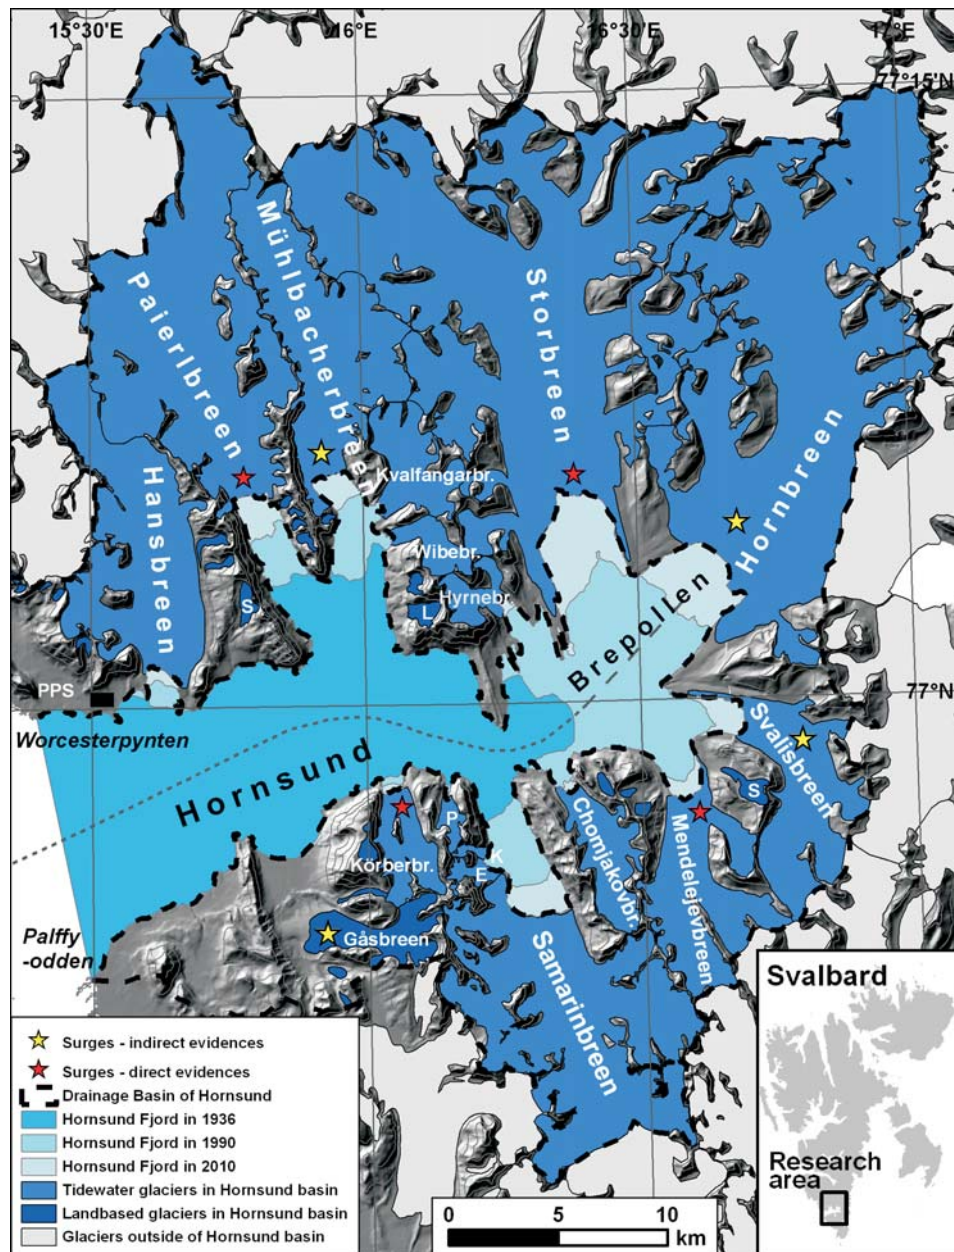 15°30'E
16°E
16°30'E
17°E
77°15'N
Mühlbacherbreen
Paierlbreen
Storbreen
Hornbreen
Hansbreen
Kvalfangarbr.
Wibebr.
Hyrnebr.
S
L
Brepollen
PPS
77°N
Worcesterpynten
Svalisbreen
Hornsund
S
P
Chomjakovbr.
Mendelejevbreen
K
Körberbr.
E
Gåsbreen
Palffy
-odden
Samarinbreen
Svalbard
Research
area
Surges - indirect evidences
Surges - direct evidences
Drainage Basin of Hornsund
Hornsund Fjord in 1936
Hornsund Fjord in 1990
Hornsund Fjord in 2010
Tidewater glaciers in Hornsund basin
Landbased glaciers in Hornsund basin
Glaciers outside of Hornsund basin
0 5 10
km